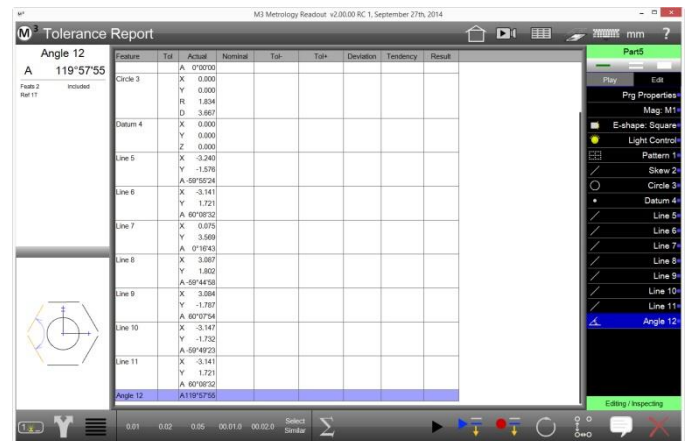 M3 Metrology Readout v2.00.00 RC 1, September 27th, 2014
M3 Tolerance Report
mm ?
Angle 12
A 119°57'55
Feats 2 Included
Ref 1T
Feature Tol Actual Nominal Tol- Tol+ Deviation Tendency Result
A 0°00'00
Circle 3 X 0.000
Y 0.000
R 1.834
D 3.667
Datum 4 X 0.000
Y 0.000
Z 0.000
Line 5 X -3.240
Y -1.576
A -59°55'24
Line 6 X -3.141
Y 1.721
A 60°08'32
Line 7 X 0.075
Y 3.569
A 0°16'43
Line 8 X 3.087
Y 1.802
A -59°44'58
Line 9 X 3.084
Y -1.787
A 60°07'54
Line 10 X -3.147
Y -1.732
A -59°49'23
Line 11 X -3.141
Y 1.721
A 60°08'32
Angle 12 A 119°57'55
Part5
Play Edit
Prg Properties
Mag: M1
E-shape: Square
Light Control
Pattern 1
Skew 2
Circle 3
Datum 4
Line 5
Line 6
Line 7
Line 8
Line 9
Line 10
Line 11
Angle 12
Editing / Inspecting
0.01 0.02 0.05 00.01.0 00.02.0 Select Similar Σ